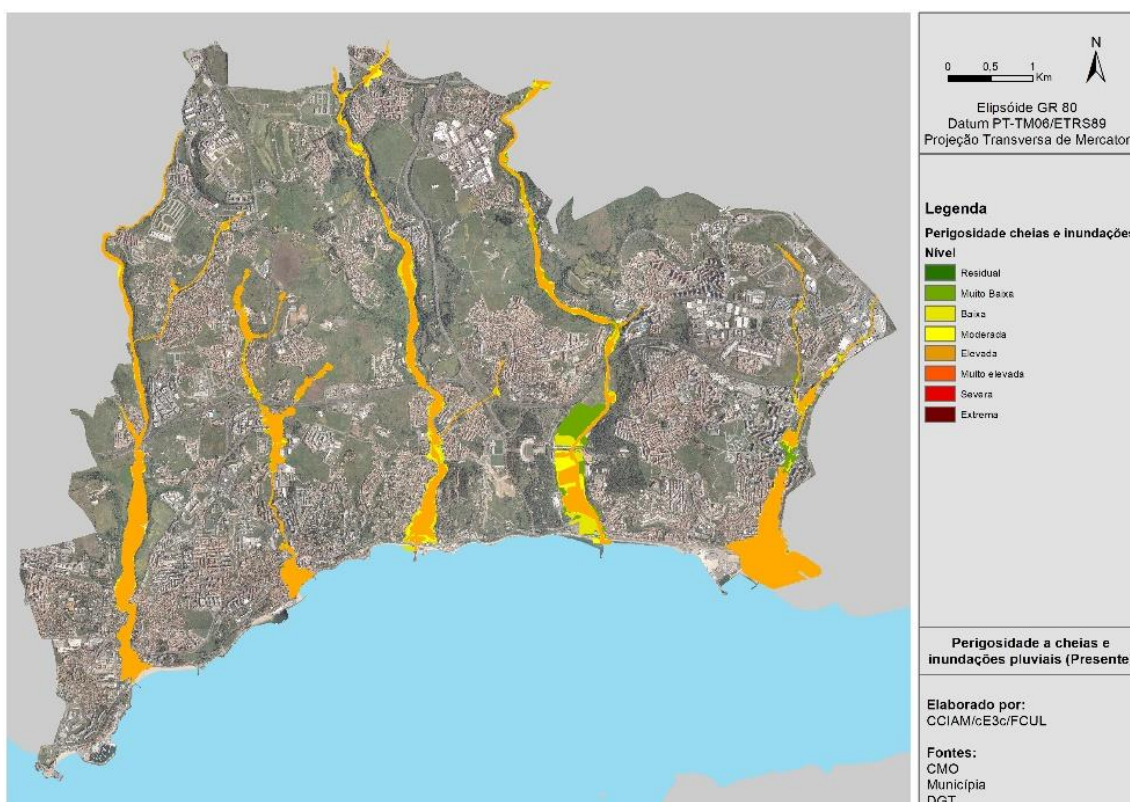 N
0 0,5 1
Km
Elipsóide GR 80
Datum PT-TM06/ETRS89
Projeção Transversa de Mercator
Legenda
Perigosidade cheias e inundações
Nível
Residual
Muito Baixa
Baixa
Moderada
Elevada
Muito elevada
Severa
Extrema
Perigosidade a cheias e
inundações pluviais (Presente
Elaborado por:
CCIAM/cE3c/FCUL
Fontes:
CMO
Municípia
DGT